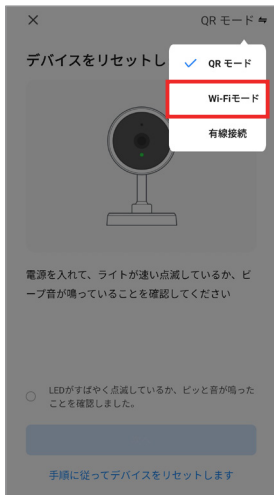 QR モード
デバイスをリセットし
QR モード
Wi-Fiモード
有線接続
電源を入れて、ライトが速い点滅しているか、ビ
ープ音が鳴っていることを確認してください
LEDがすばやく点滅しているか、ビッと音が鳴った
ことを確認しました。
手順に従ってデバイスをリセットします